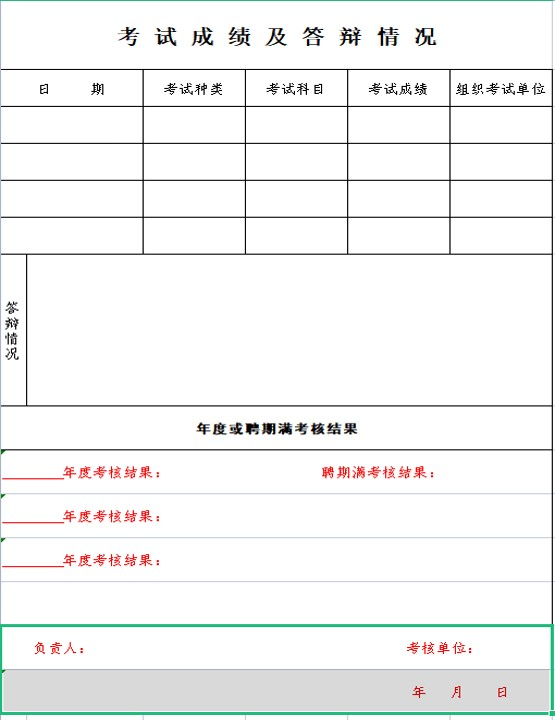 考试成绩及答辩情况
日 期 考试种类 考试科目 考试成绩 组织考试单位
答辩情况
年度或聘期满考核结果
________年度考核结果： 聘期满考核结果：
________年度考核结果：
________年度考核结果：
负责人： 考核单位：
年 月 日